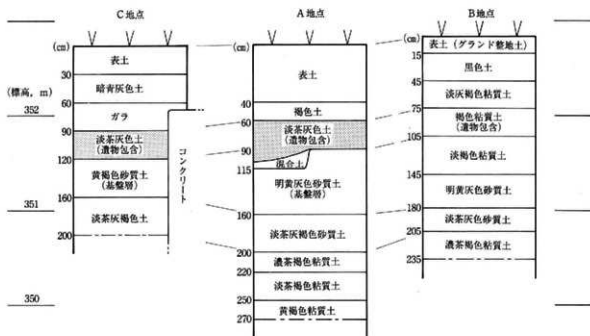 C地点
A地点
B地点
(標高, m)
352
351
350
(cm)
表土
30
暗青灰色土
60
ガラ
90
淡茶灰色土
(遺物包含)
120
黄褐色砂質土
(基盤層)
160
淡茶灰褐色土
200
コンクリート
(cm)
表土
40
褐色土
60
淡茶灰色土
(遺物包含)
90
混合土
115
明黄灰色砂質土
(基盤層)
160
淡茶灰褐色砂質土
200
濃茶褐色粘質土
220
淡茶褐色粘質土
250
黄褐色粘質土
270
(cm)
表土 (グランド整地土)
15
黒色土
45
淡灰褐色粘質土
75
褐色粘質土
(遺物包含)
105
淡褐色粘質土
145
明黄灰色砂質土
180
淡茶灰色砂質土
205
濃茶褐色粘質土
235